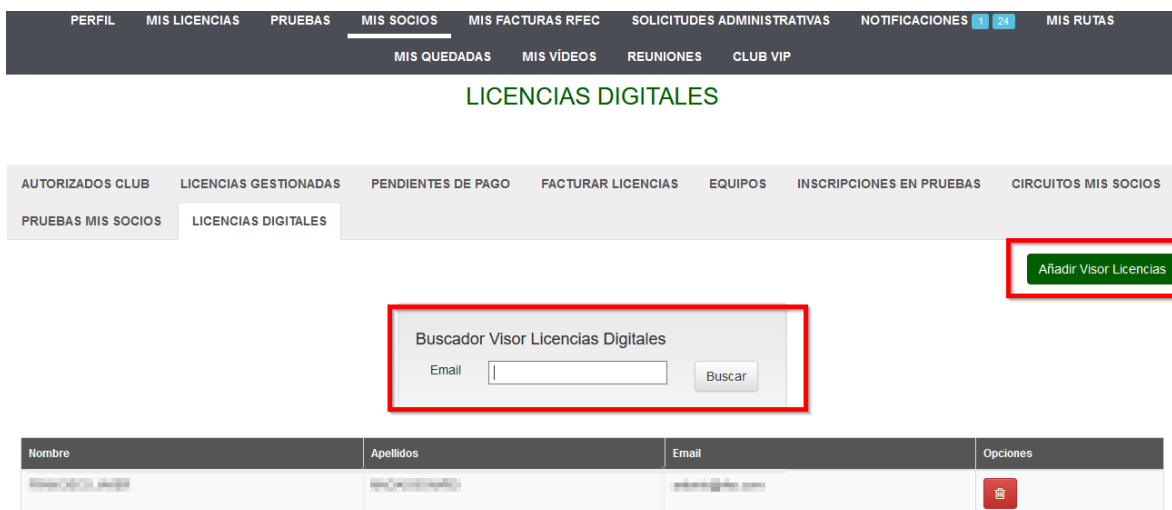 PERFIL MIS LICENCIAS PRUEBAS MIS SOCIOS MIS FACTURAS RFEC SOLICITUDES ADMINISTRATIVAS NOTIFICACIONES 1 24 MIS RUTAS
MIS QUEDADAS MIS VÍDEOS REUNIONES CLUB VIP
LICENCIAS DIGITALES
AUTORIZADOS CLUB LICENCIAS GESTIONADAS PENDIENTES DE PAGO FACTURAR LICENCIAS EQUIPOS INSCRIPCIONES EN PRUEBAS CIRCUITOS MIS SOCIOS
PRUEBAS MIS SOCIOS LICENCIAS DIGITALES
Añadir Visor Licencias
Buscador Visor Licencias Digitales
Email Buscar
Nombre Apellidos Email Opciones